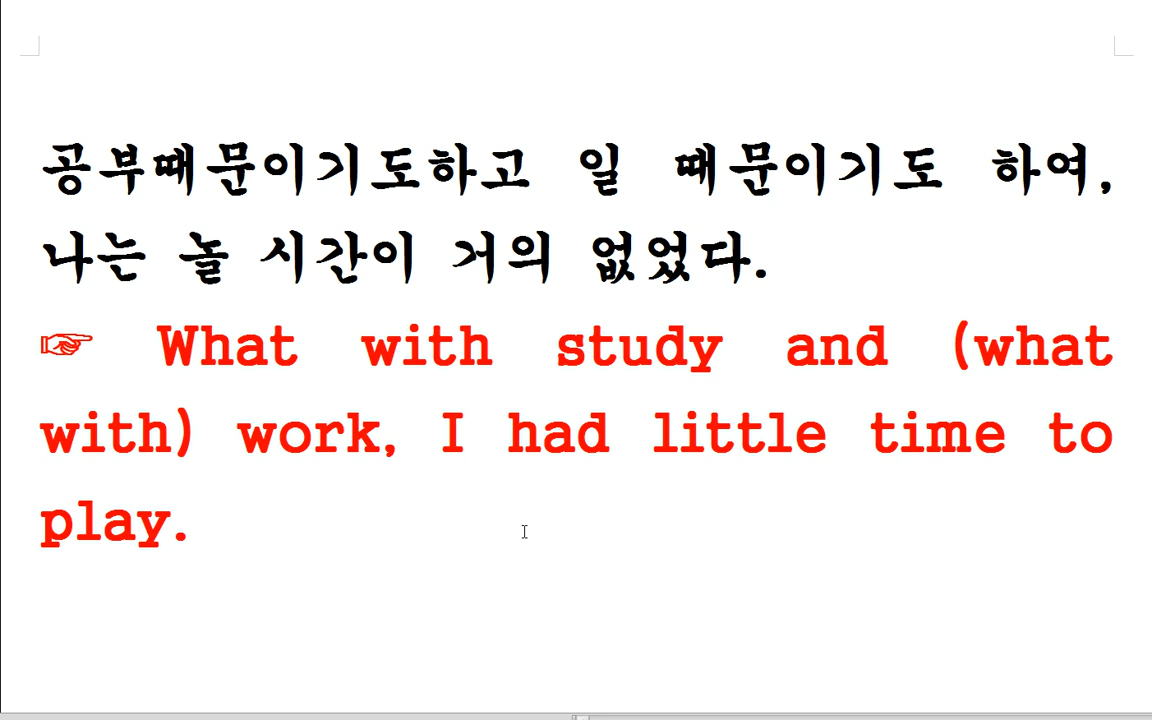 공부때문이기도하고 일 때문이기도 하여,
나는 놀 시간이 거의 없었다.
☞ What with study and (what
with) work, I had little time to
play.